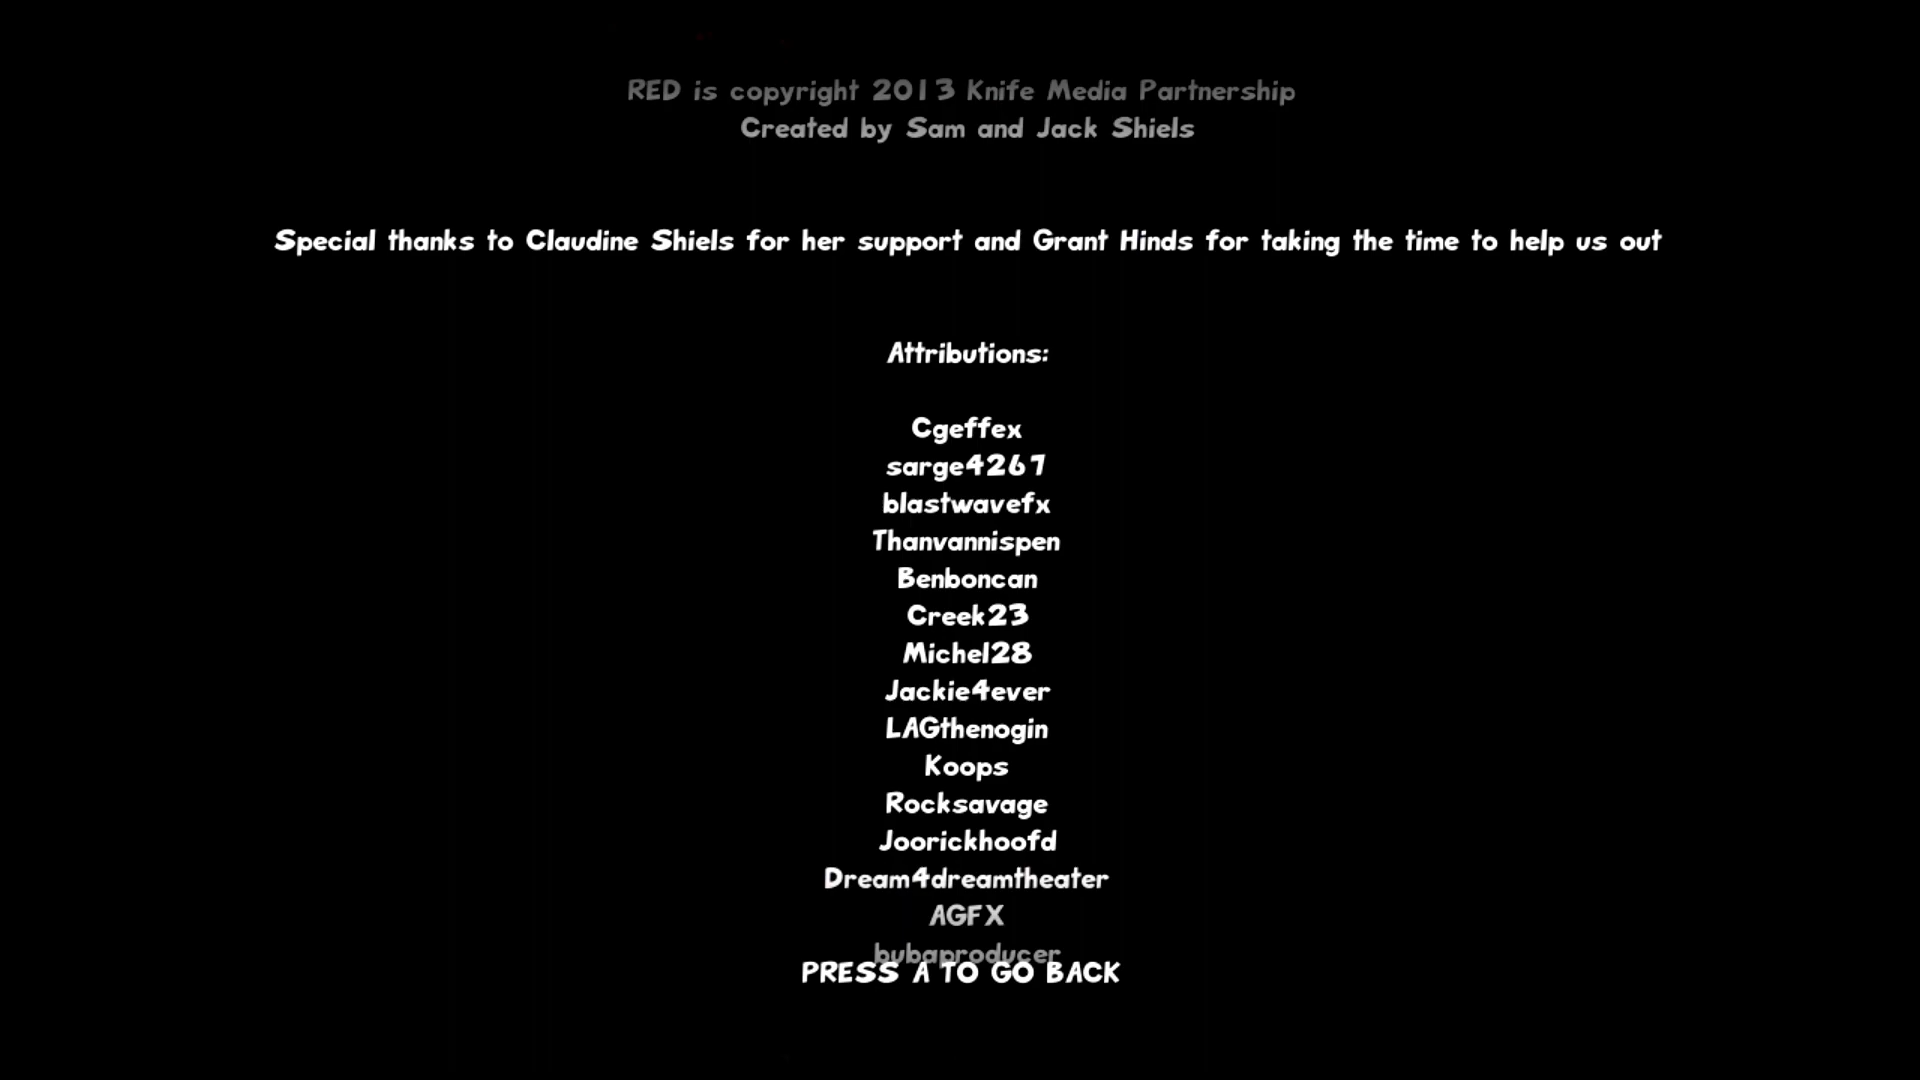 RED is copyright 2013 Knife Media Partnership
Created by Sam and Jack Shiels
Special thanks to Claudine Shiels for her support and Grant Hinds for taking the time to help us out
Attributions:
Cgeffex
sarge4267
blastwavefx
Thanvannispen
Benboncan
Creek23
Michel28
Jackie4ever
LAGthenogin
Koops
Rocksavage
Joorickhoofd
Dream4dreamtheater
AGFX
bubaproducer
PRESS A TO GO BACK